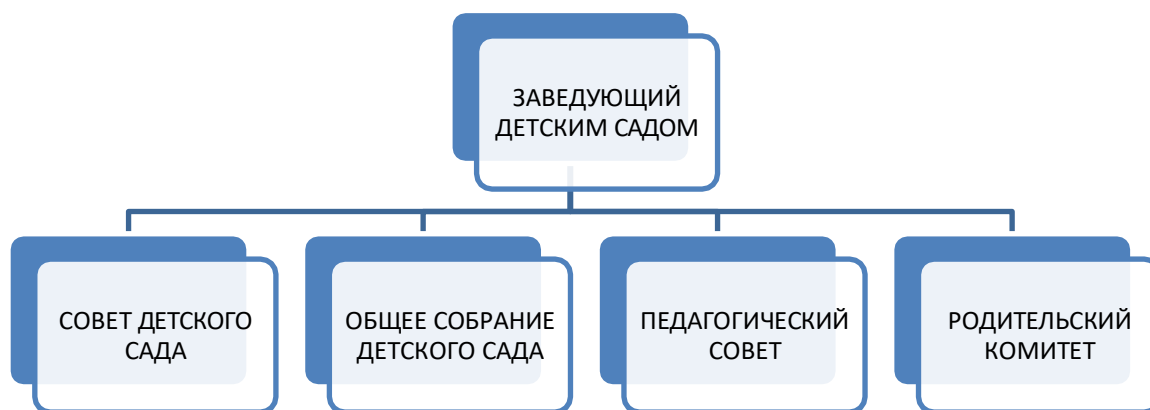 ЗАВЕДУЮЩИЙ
ДЕТСКИМ САДОМ
СОВЕТ ДЕТСКОГО
САДА
ОБЩЕЕ СОБРАНИЕ
ДЕТСКОГО САДА
ПЕДАГОГИЧЕСКИЙ
СОВЕТ
РОДИТЕЛЬСКИЙ
КОМИТЕТ